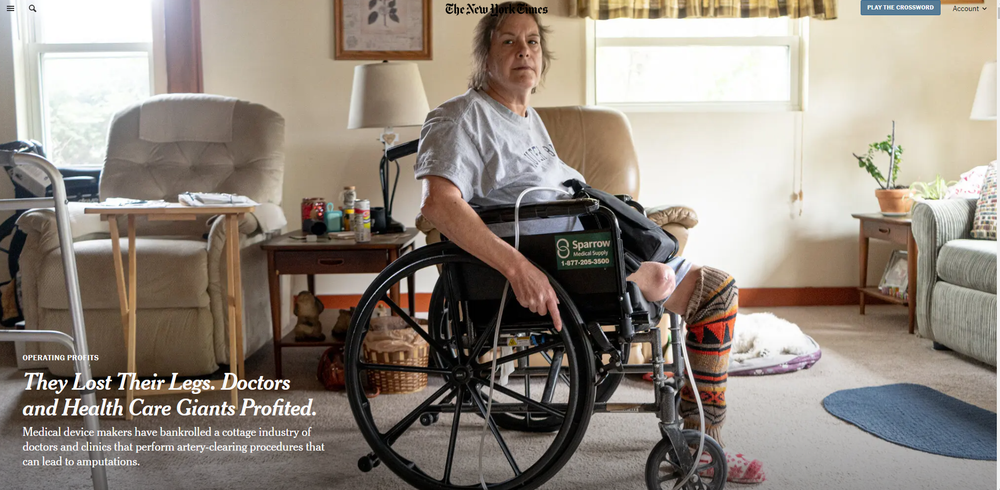 The New York Times
PLAY THE CROSSWORD
Account
Sparrow
Medical Supply
1-877-205-3500
OPERATING PROFITS
They Lost Their Legs. Doctors
and Health Care Giants Profited.
Medical device makers have bankrolled a cottage industry of
doctors and clinics that perform artery-clearing procedures that
can lead to amputations.